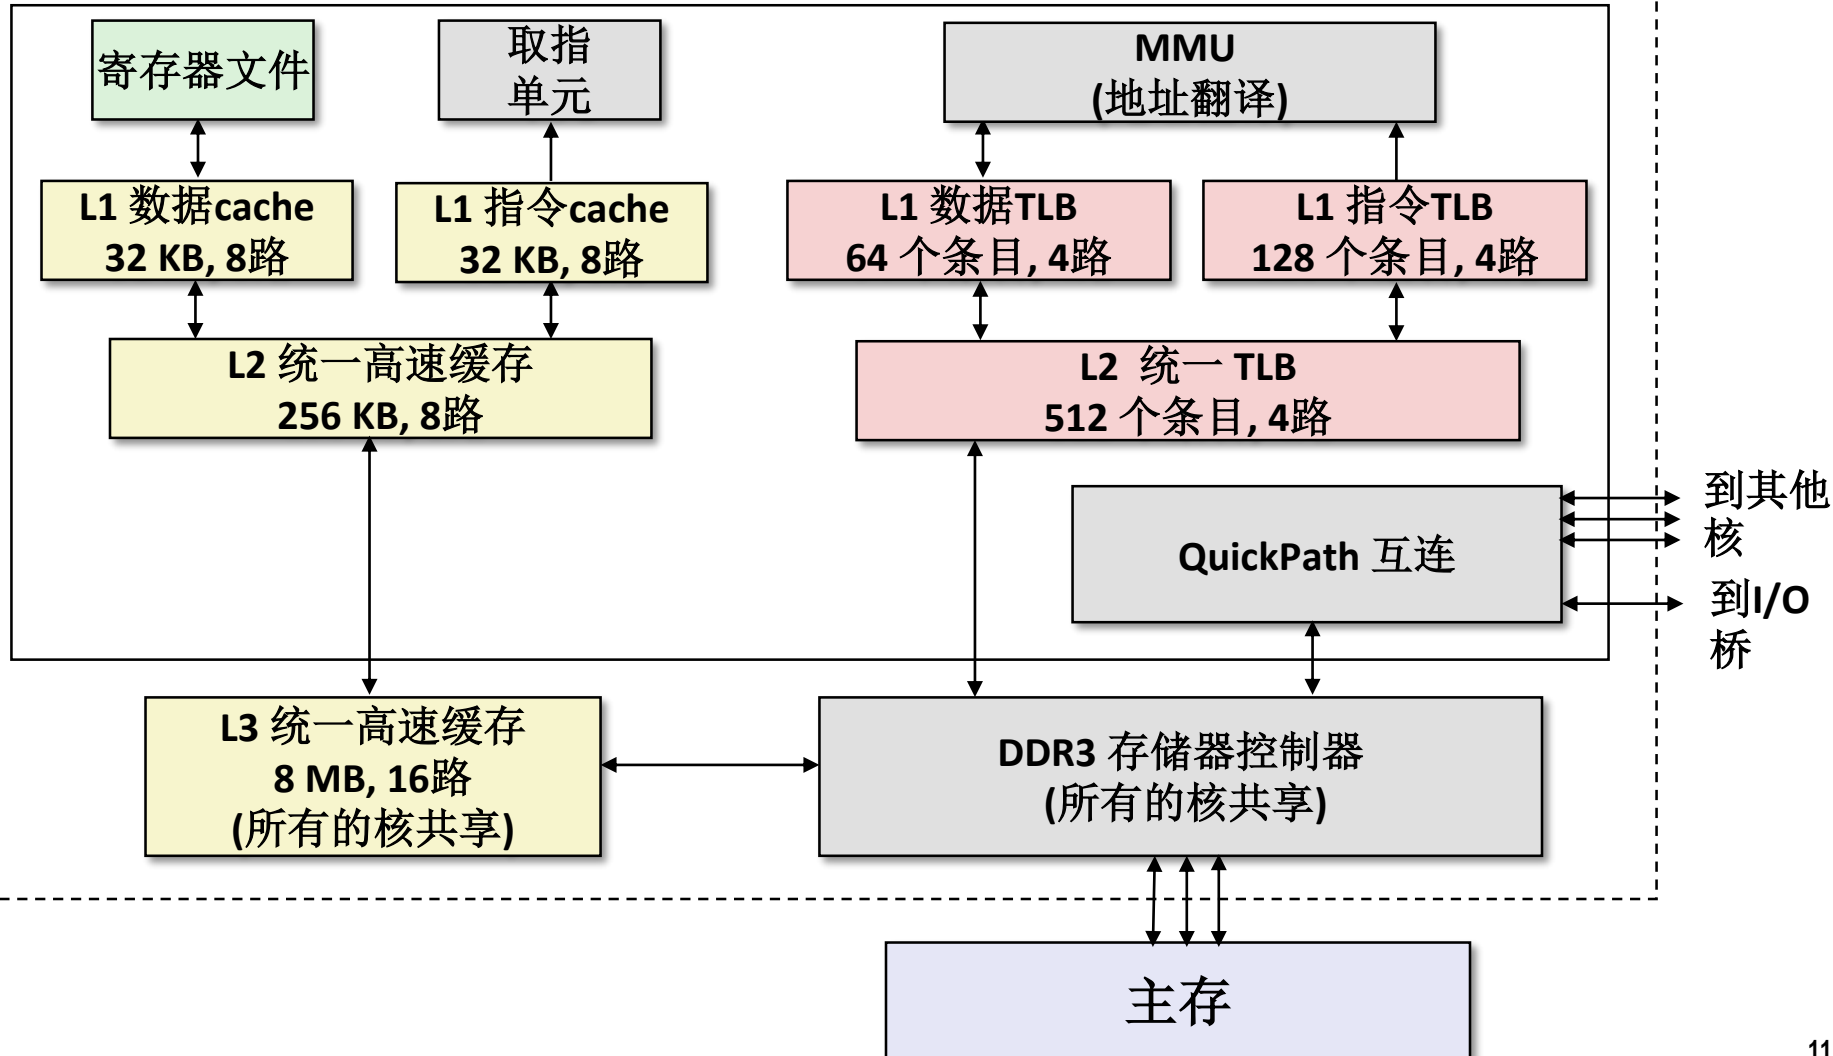 寄存器文件
取指
单元
MMU
(地址翻译)
L1 数据cache
32 KB, 8路
L1 指令cache
32 KB, 8路
L1 数据TLB
64 个条目, 4路
L1 指令TLB
128 个条目, 4路
L2 统一高速缓存
256 KB, 8路
L2 统一 TLB
512 个条目, 4路
QuickPath 互连
到其他
核
到I/O
桥
L3 统一高速缓存
8 MB, 16路
(所有的核共享)
DDR3 存储器控制器
(所有的核共享)
主存
11